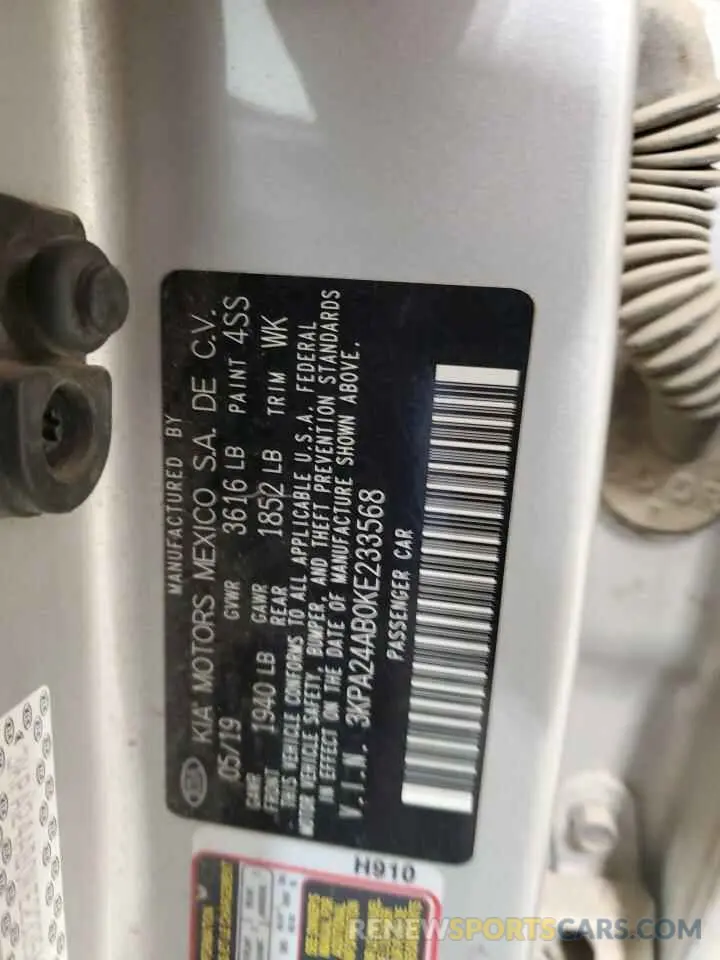 MANUFACTURED BY
KIA MOTORS MEXICO S.A. DE C.V.
05/19 GVWR 3616 LB PAINT 4SS
GAWR FRONT 1940 LB GAWR REAR 1852 LB TRIM WK
THIS VEHICLE CONFORMS TO ALL APPLICABLE U.S.A. FEDERAL
MOTOR VEHICLE SAFETY, BUMPER, AND THEFT PREVENTION STANDARDS
IN EFFECT ON THE DATE OF MANUFACTURE SHOWN ABOVE.
V.I.N. 3KPA24AB0KE233568
PASSENGER CAR
H910
RENEWSPORTSCARS.COM